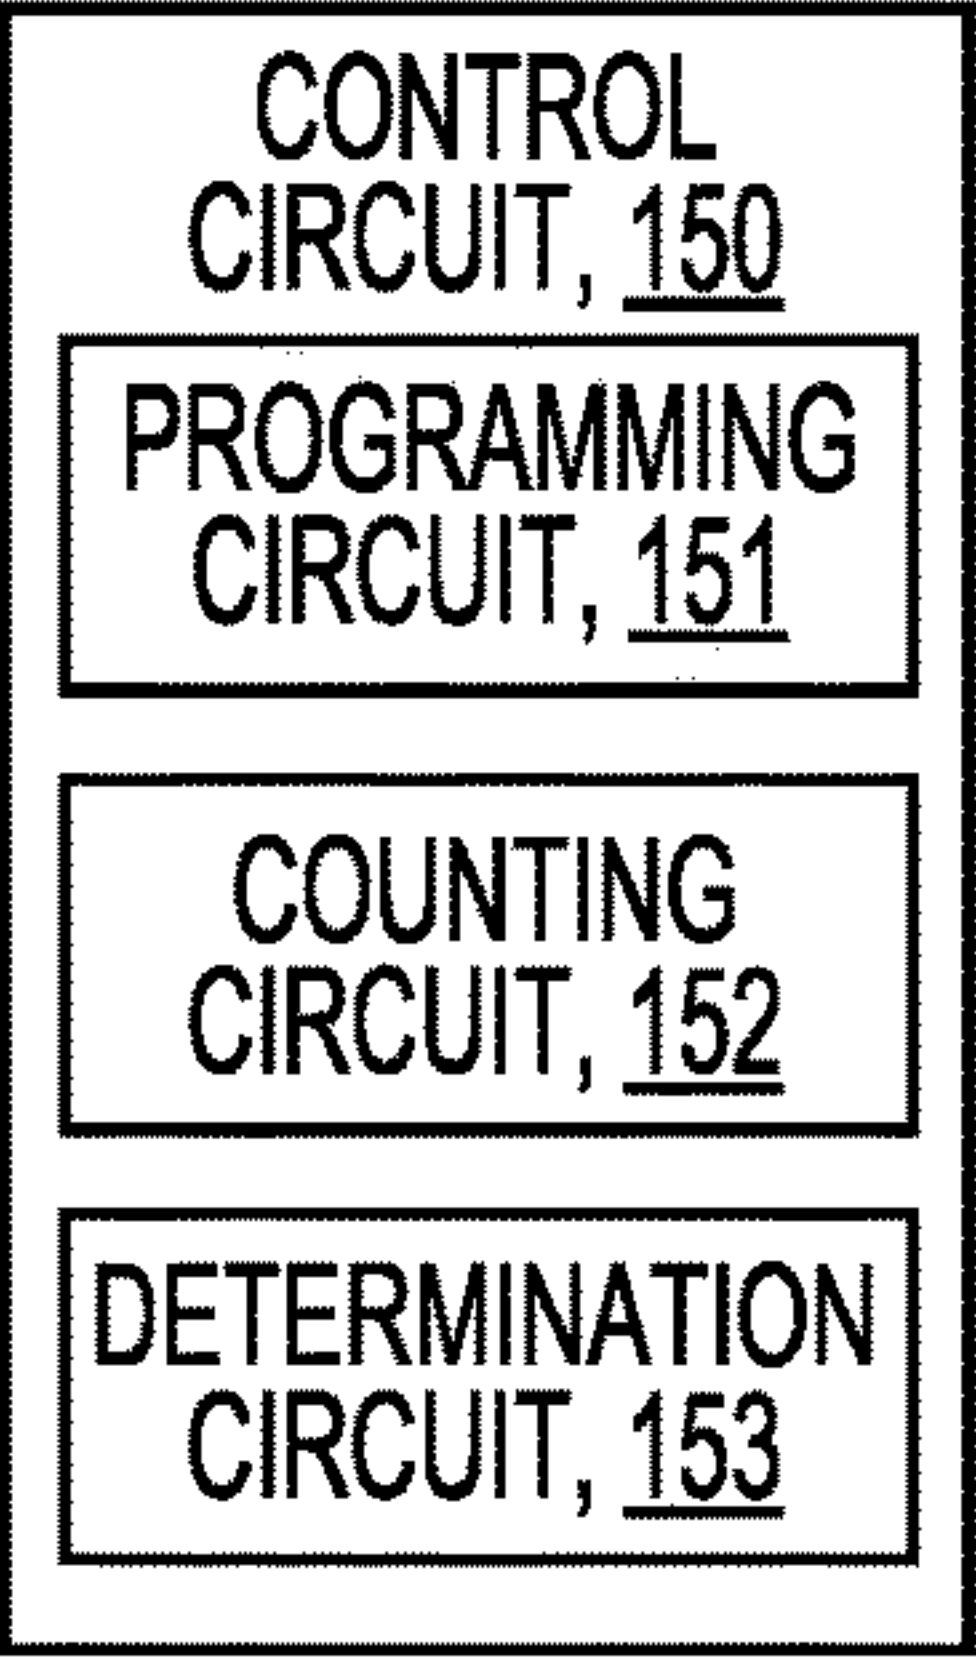 CONTROL
CIRCUIT, 150
PROGRAMMING
CIRCUIT, 151
COUNTING
CIRCUIT, 152
DETERMINATION
CIRCUIT, 153